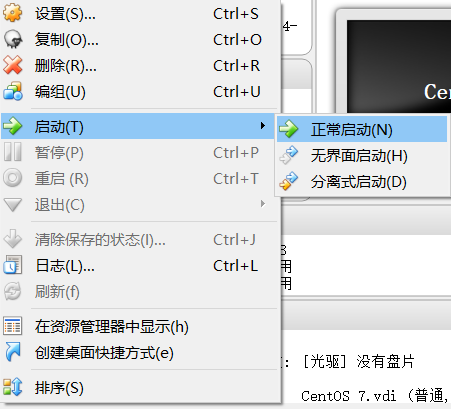 设置(S)... Ctrl+S
复制(O)... Ctrl+O
删除(R)... Ctrl+R
编组(U) Ctrl+U
启动(T)
暂停(P) Ctrl+P
重启 (R) Ctrl+T
退出(C)
清除保存的状态(I)... Ctrl+J
日志(L)... Ctrl+L
刷新(f)
在资源管理器中显示(h)
创建桌面快捷方式(e)
排序(S)
正常启动(N)
无界面启动(H)
分离式启动(D)
4-
Cen
8
用
用
: [光驱] 没有盘片
CentOS 7.vdi (普通,